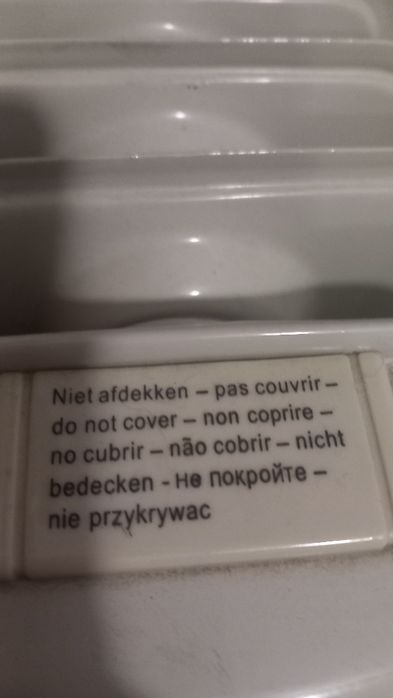 Niet afdekken – pas couvrir –
do not cover – non coprire –
no cubrir – não cobrir – nicht
bedecken - не покройте –
nie przykrywac